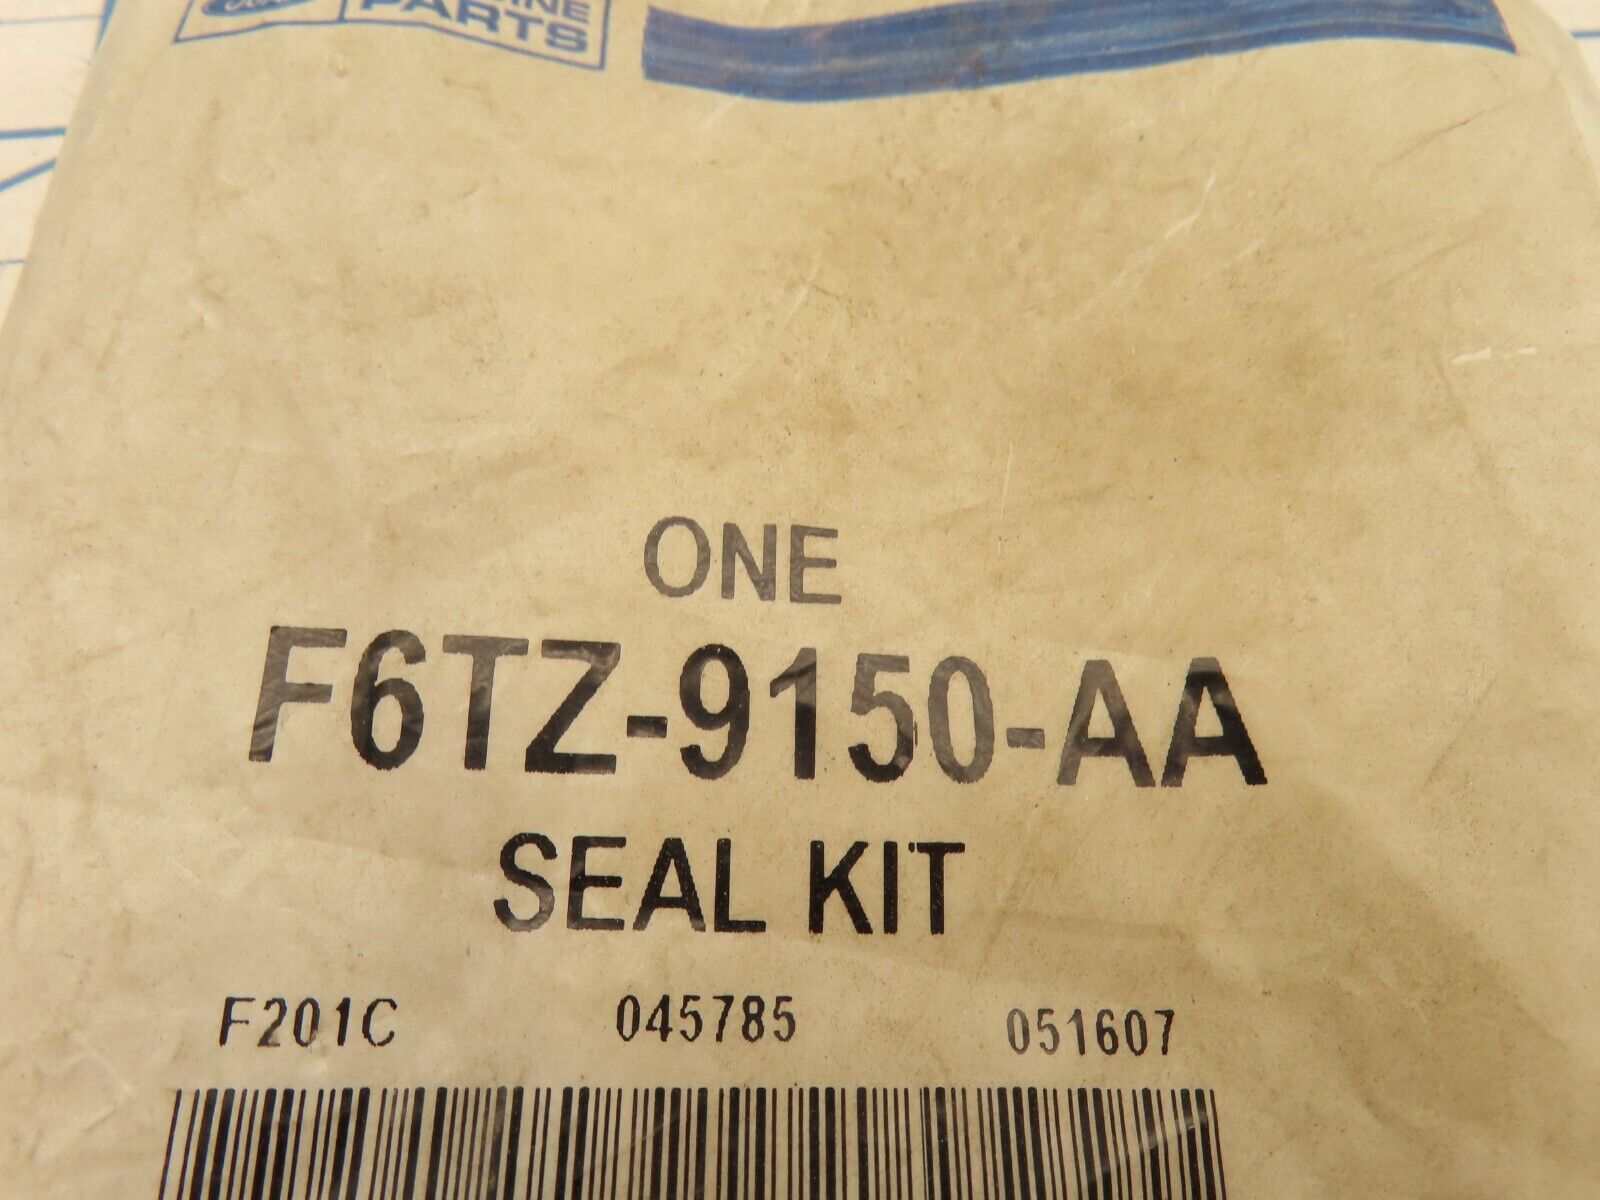 PARTS
ONE
F6TZ-9150-AA
SEAL KIT
F201C 045785 051607